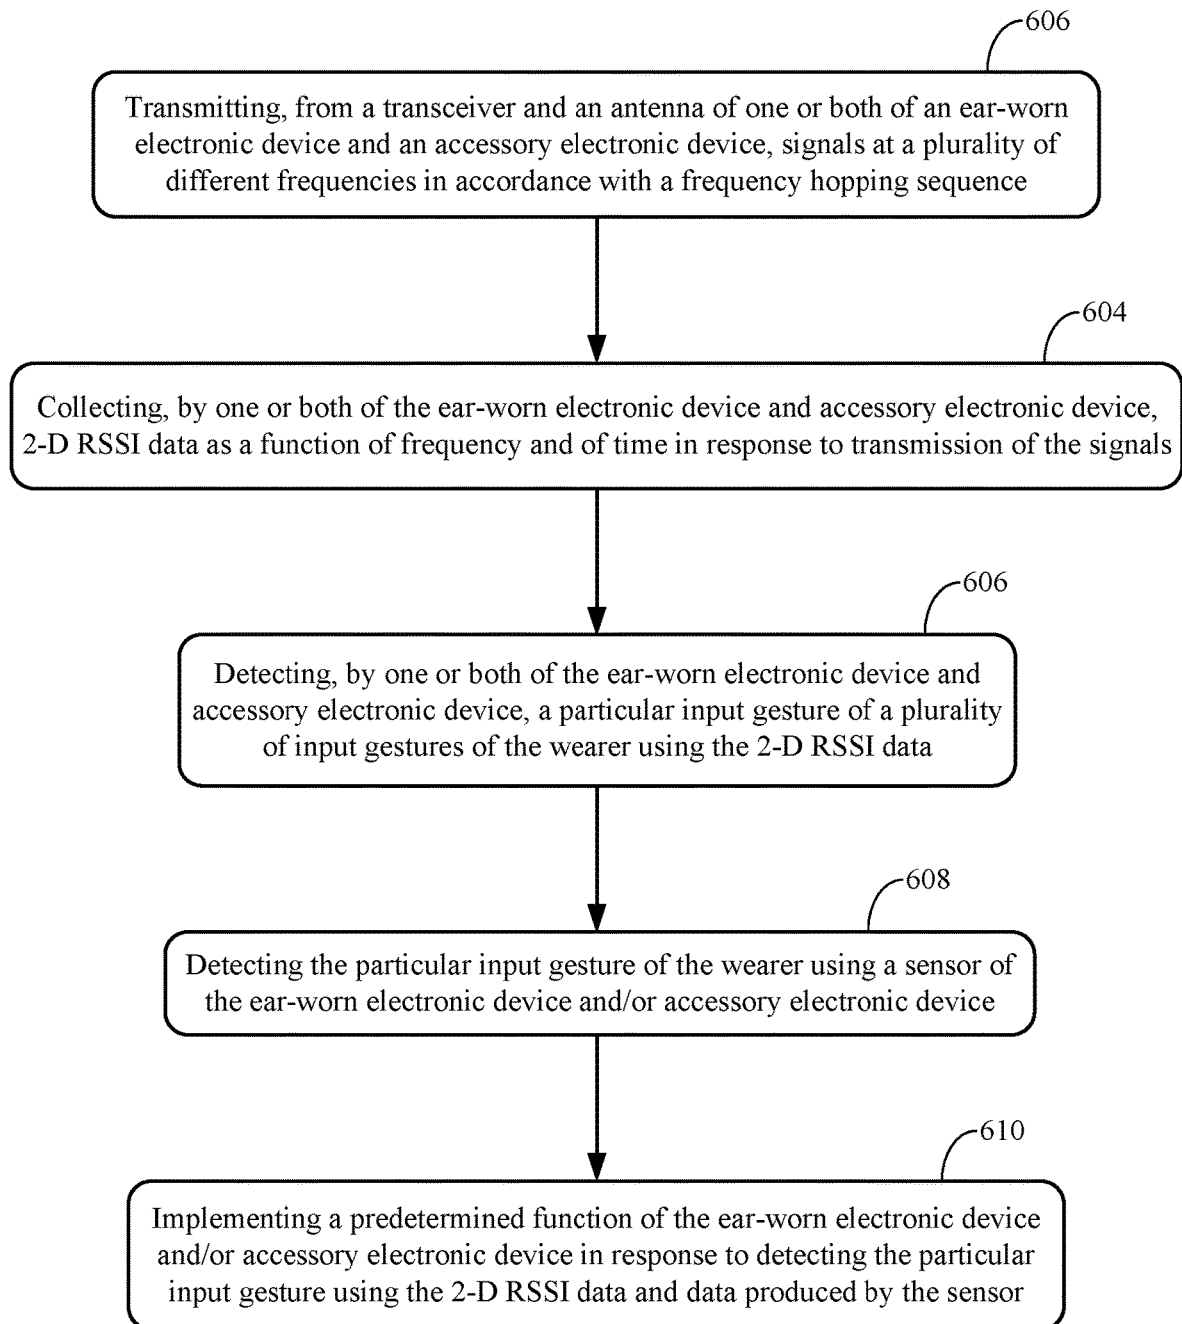 606
Transmitting, from a transceiver and an antenna of one or both of an ear-worn
electronic device and an accessory electronic device, signals at a plurality of
different frequencies in accordance with a frequency hopping sequence
604
Collecting, by one or both of the ear-worn electronic device and accessory electronic device,
2-D RSSI data as a function of frequency and of time in response to transmission of the signals
606
Detecting, by one or both of the ear-worn electronic device and
accessory electronic device, a particular input gesture of a plurality
of input gestures of the wearer using the 2-D RSSI data
608
Detecting the particular input gesture of the wearer using a sensor of
the ear-worn electronic device and/or accessory electronic device
610
Implementing a predetermined function of the ear-worn electronic device
and/or accessory electronic device in response to detecting the particular
input gesture using the 2-D RSSI data and data produced by the sensor